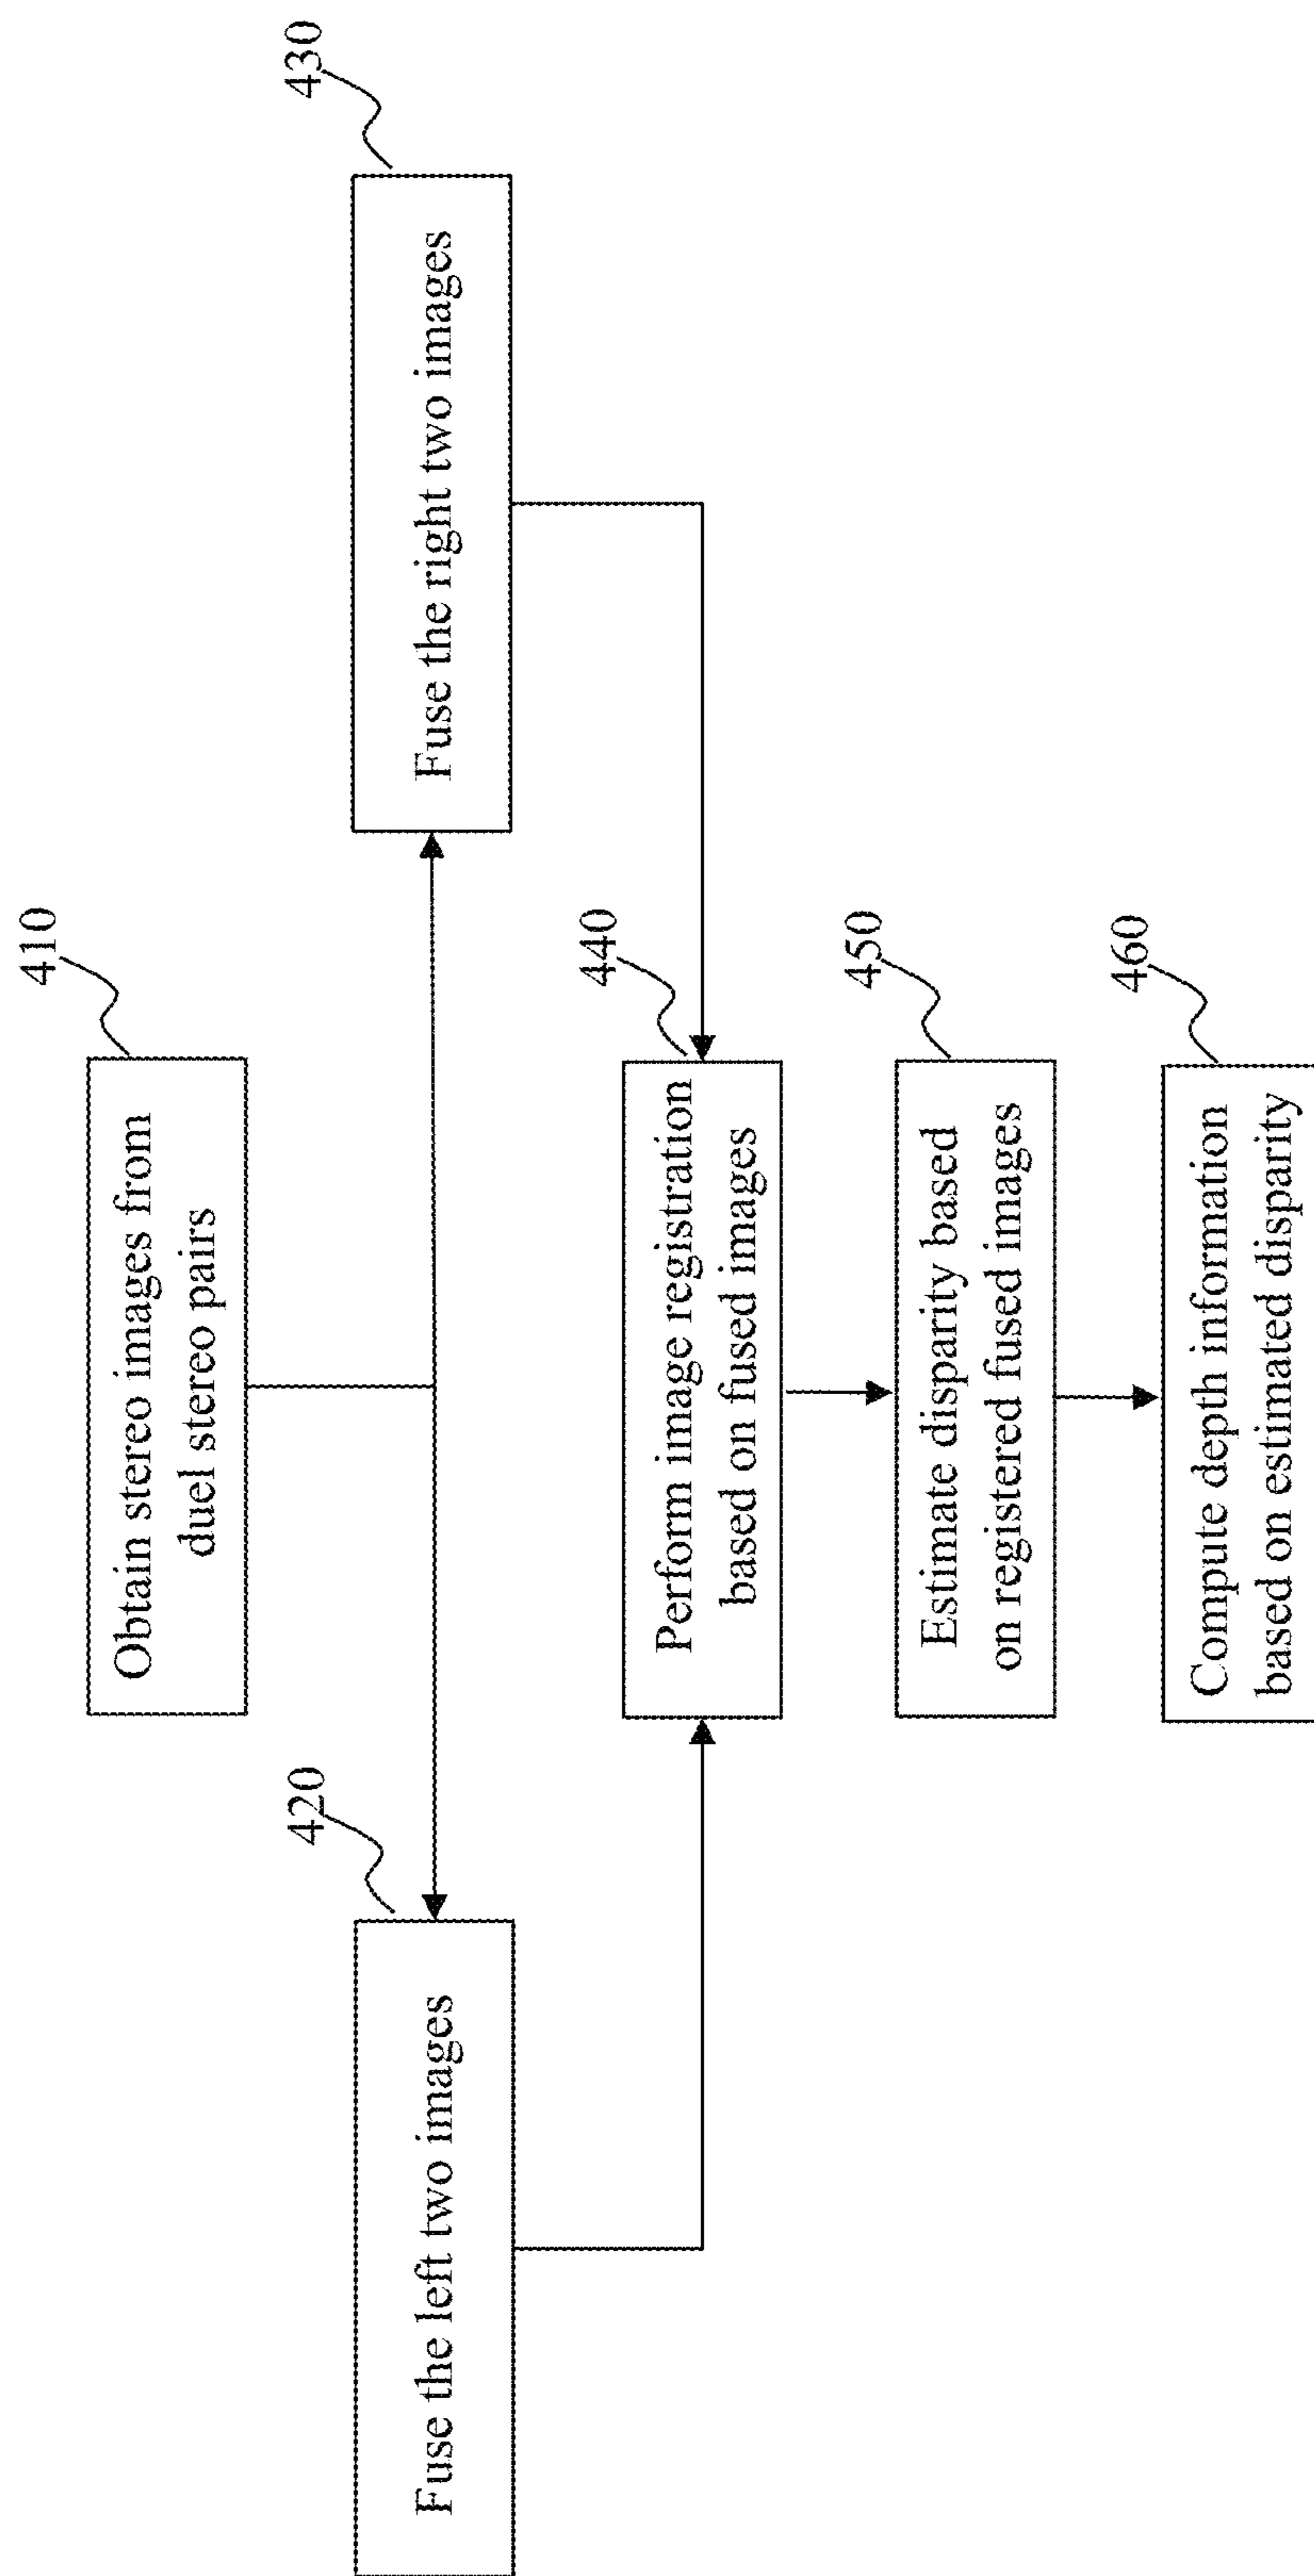 410
Obtain stereo images from
duel stereo pairs
420
Fuse the left two images
430
Fuse the right two images
440
Perform image registration
based on fused images
450
Estimate disparity based
on registered fused images
460
Compute depth information
based on estimated disparity